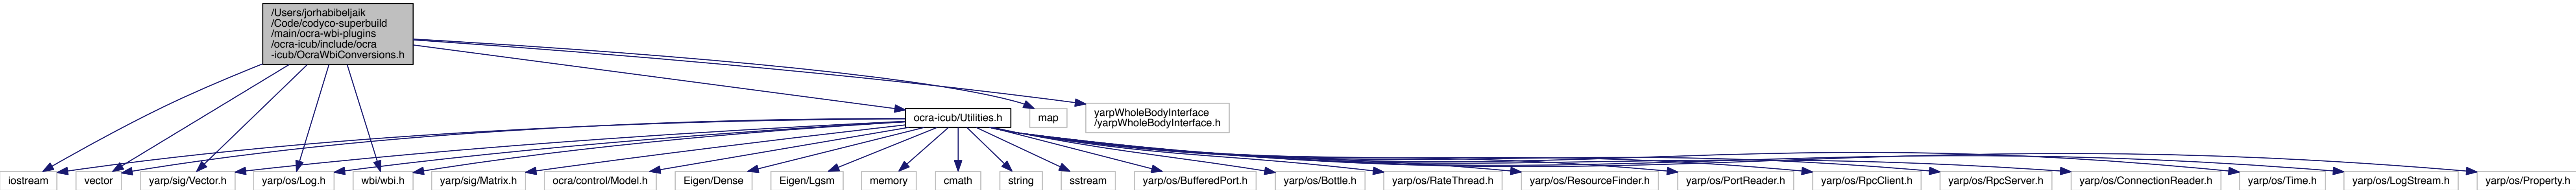 /Users/jorhabibeljaik
/Code/codyco-superbuild
/main/ocra-wbi-plugins
/ocra-icub/include/ocra
-icub/OcraWbiConversions.h
ocra-icub/Utilities.h
map
yarpWholeBodyInterface
/yarpWholeBodyInterface.h
iostream
vector
yarp/sig/Vector.h
yarp/os/Log.h
wbi/wbi.h
yarp/sig/Matrix.h
ocra/control/Model.h
Eigen/Dense
Eigen/Lgsm
memory
cmath
string
sstream
yarp/os/BufferedPort.h
yarp/os/Bottle.h
yarp/os/RateThread.h
yarp/os/ResourceFinder.h
yarp/os/PortReader.h
yarp/os/RpcClient.h
yarp/os/RpcServer.h
yarp/os/ConnectionReader.h
yarp/os/Time.h
yarp/os/LogStream.h
yarp/os/Property.h